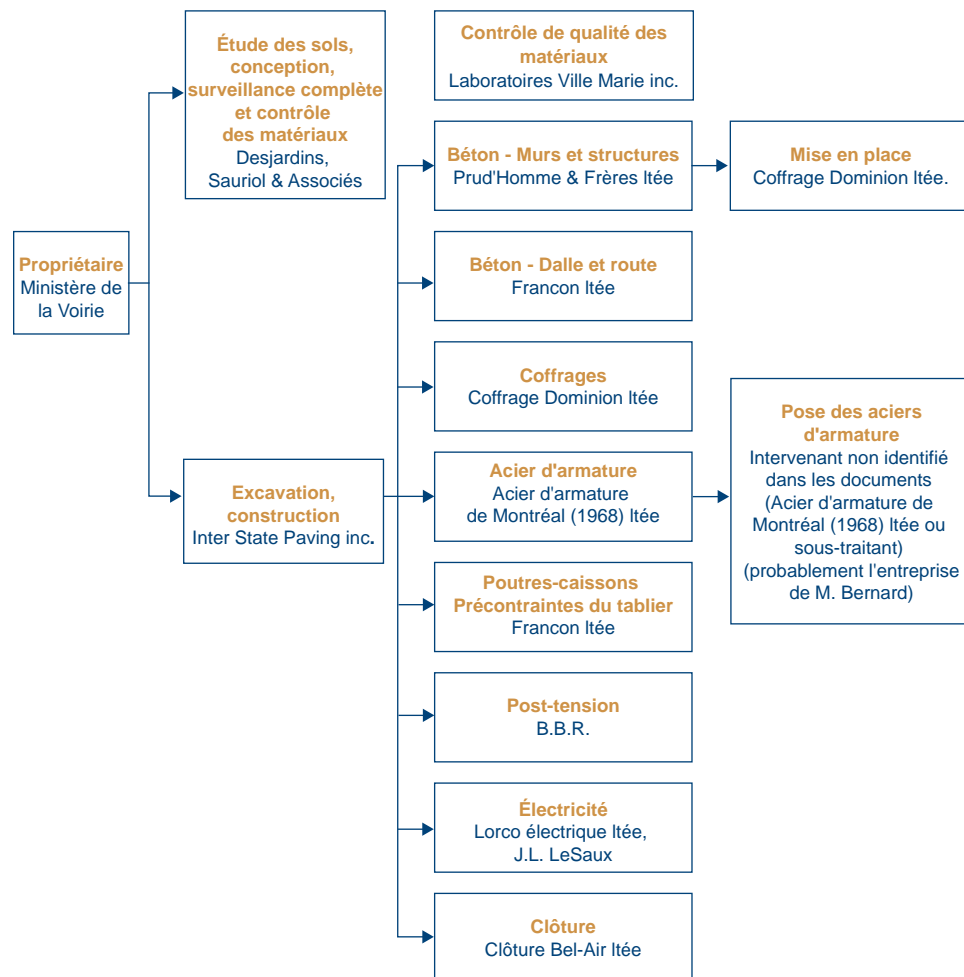 Propriétaire
Ministère de
la Voirie
Étude des sols,
conception,
surveillance complète
et contrôle
des matériaux
Desjardins,
Sauriol & Associés
Excavation,
construction
Inter State Paving inc.
Contrôle de qualité des
matériaux
Laboratoires Ville Marie inc.
Béton - Murs et structures
Prud'Homme & Frères ltée
Mise en place
Coffrage Dominion ltée.
Béton - Dalle et route
Francon ltée
Coffrages
Coffrage Dominion ltée
Acier d'armature
Acier d'armature
de Montréal (1968) ltée
Pose des aciers
d'armature
Intervenant non identifié
dans les documents
(Acier d'armature de
Montréal (1968) ltée ou
sous-traitant)
(probablement l'entreprise
de M. Bernard)
Poutres-caissons
Précontraintes du tablier
Francon ltée
Post-tension
B.B.R.
Électricité
Lorco électrique ltée,
J.L. LeSaux
Clôture
Clôture Bel-Air ltée